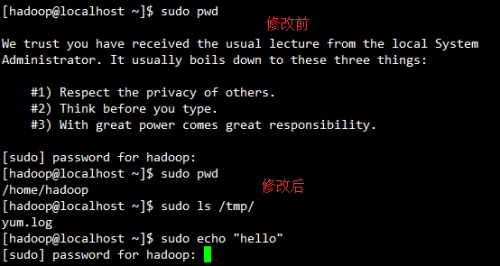 [hadoop@localhost ~]$ sudo pwd
修改前
We trust you have received the usual lecture from the local System
Administrator. It usually boils down to these three things:
#1) Respect the privacy of others.
#2) Think before you type.
#3) With great power comes great responsibility.
[sudo] password for hadoop:
[hadoop@localhost ~]$ sudo pwd
/home/hadoop
修改后
[hadoop@localhost ~]$ sudo ls /tmp/
yum.log
[hadoop@localhost ~]$ sudo echo "hello"
[sudo] password for hadoop: